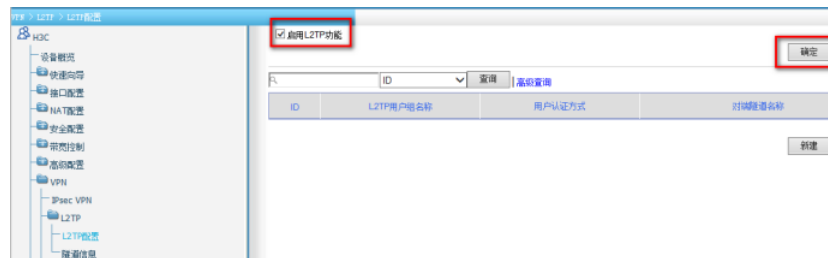 VPN > L2TP > L2TP配置
H3C
设备概览
快速向导
接口配置
NAT配置
安全配置
带宽控制
高级配置
VPN
IPsec VPN
L2TP
L2TP配置
隧道信息
启用L2TP功能
确定
ID
查询
高级查询
ID L2TP用户组名称 用户认证方式 对端隧道名称
新建